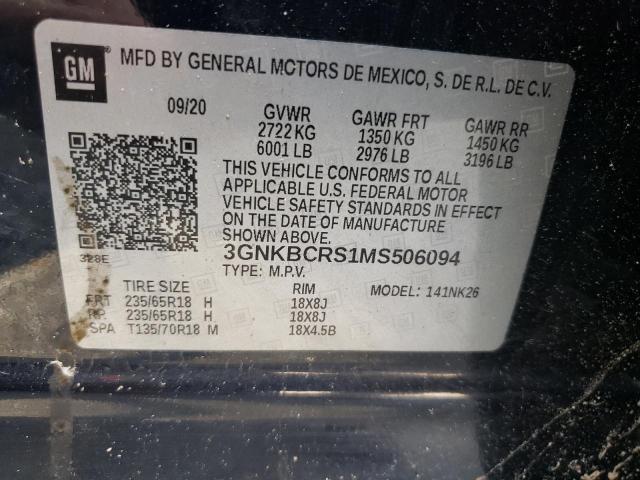 GM MFD BY GENERAL MOTORS DE MEXICO, S. DE R.L. DE C.V.
09/20 GVWR GAWR FRT GAWR RR
2722 KG 1350 KG 1450 KG
6001 LB 2976 LB 3196 LB
THIS VEHICLE CONFORMS TO ALL
APPLICABLE U.S. FEDERAL MOTOR
VEHICLE SAFETY STANDARDS IN EFFECT
ON THE DATE OF MANUFACTURE
SHOWN ABOVE.
328E 3GNKBCRS1MS506094
TYPE: M.P.V.
TIRE SIZE RIM MODEL: 141NK26
FRT 235/65R18 H 18X8J
RR 235/65R18 H 18X8J
SPA T135/70R18 M 18X4.5B